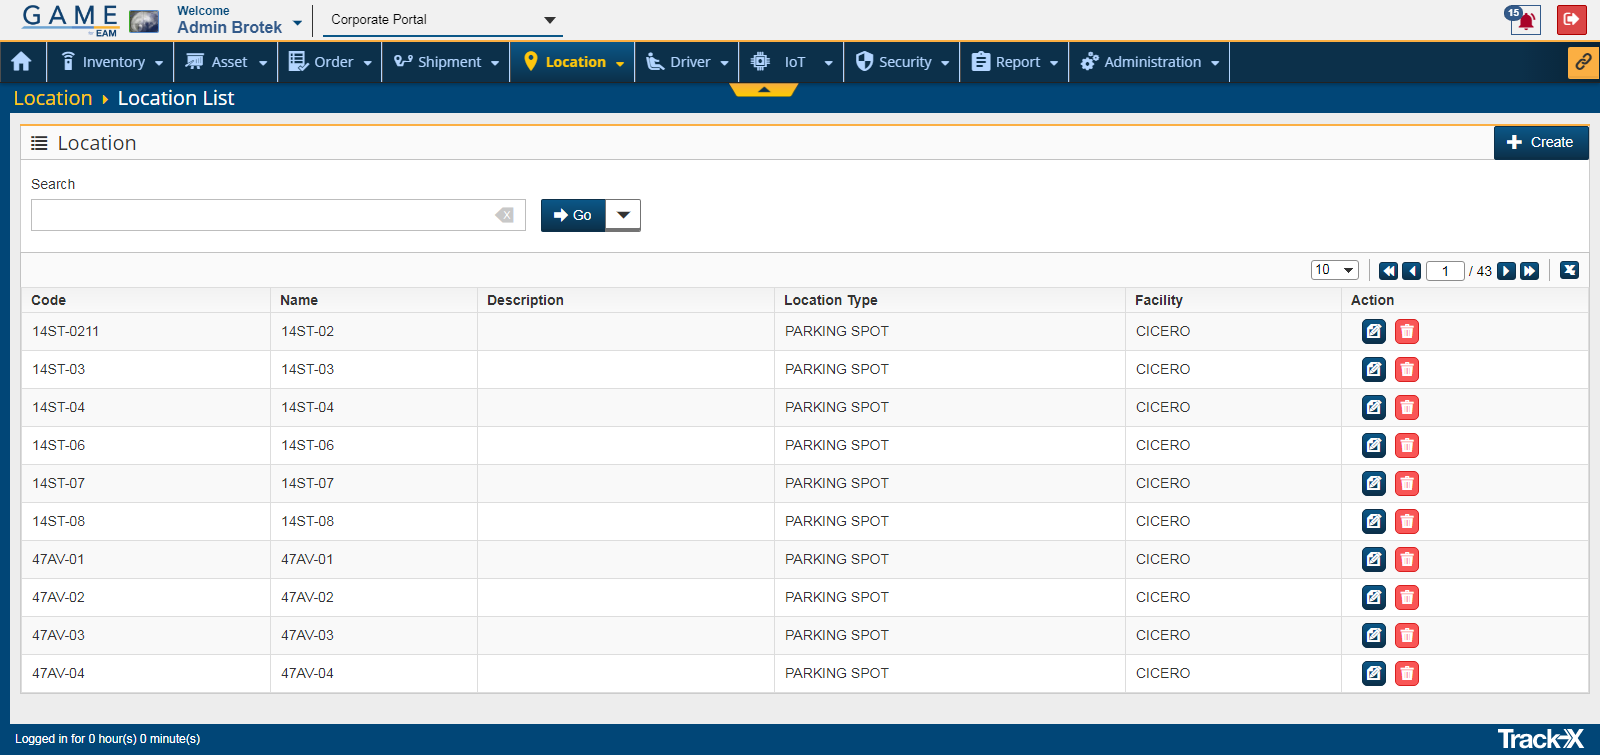 GAME
by EAM
Welcome
Admin Brotek
Corporate Portal
15
Inventory
Asset
Order
Shipment
Location
Driver
IoT
Security
Report
Administration
Location
Location List
Location
Create
Search
Go
10
1
/ 43
Code Name Description Location Type Facility Action
14ST-0211 14ST-02 PARKING SPOT CICERO
14ST-03 14ST-03 PARKING SPOT CICERO
14ST-04 14ST-04 PARKING SPOT CICERO
14ST-06 14ST-06 PARKING SPOT CICERO
14ST-07 14ST-07 PARKING SPOT CICERO
14ST-08 14ST-08 PARKING SPOT CICERO
47AV-01 47AV-01 PARKING SPOT CICERO
47AV-02 47AV-02 PARKING SPOT CICERO
47AV-03 47AV-03 PARKING SPOT CICERO
47AV-04 47AV-04 PARKING SPOT CICERO
Logged in for 0 hour(s) 0 minute(s)
Track-X